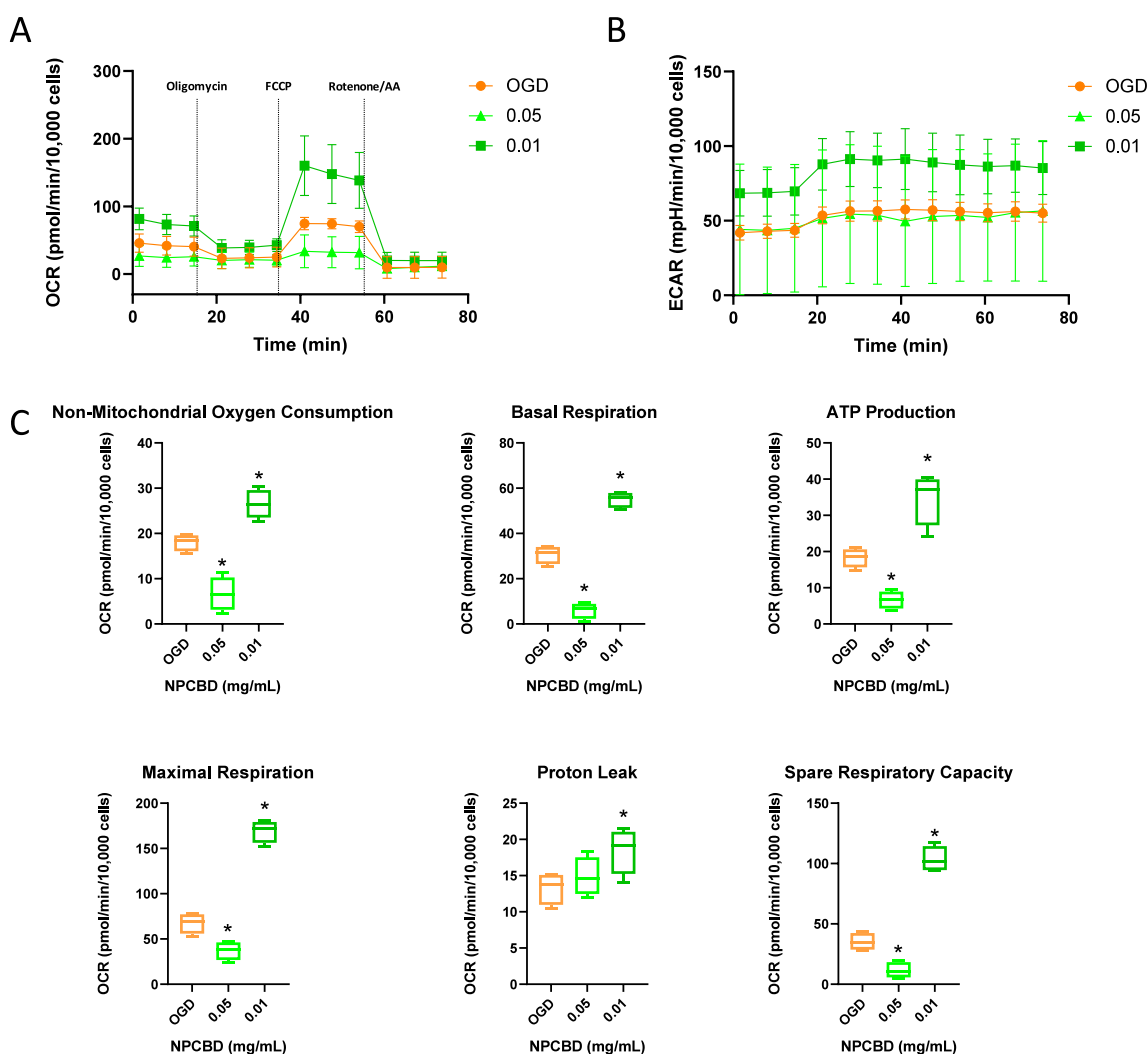 A
OCR (pmol/min/10,000 cells)
300
200
100
0
0
20
40
60
80
Time (min)
Oligomycin
FCCP
Rotenone/AA
OGD
0.05
0.01
B
ECAR (mpH/min/10,000 cells)
150
100
50
0
0
20
40
60
80
Time (min)
OGD
0.05
0.01
C
Non-Mitochondrial Oxygen Consumption
OCR (pmol/min/10,000 cells)
40
30
20
10
0
*
*
OGD
0.05
0.01
NPCBD (mg/mL)
Basal Respiration
OCR (pmol/min/10,000 cells)
80
60
40
20
0
*
*
OGD
0.05
0.01
NPCBD (mg/mL)
ATP Production
OCR (pmol/min/10,000 cells)
50
40
30
20
10
0
*
*
OGD
0.05
0.01
NPCBD (mg/mL)
Maximal Respiration
OCR (pmol/min/10,000 cells)
200
150
100
50
0
*
*
OGD
0.05
0.01
NPCBD (mg/mL)
Proton Leak
OCR (pmol/min/10,000 cells)
25
20
15
10
5
0
*
OGD
0.05
0.01
NPCBD (mg/mL)
Spare Respiratory Capacity
OCR (pmol/min/10,000 cells)
150
100
50
0
*
*
OGD
0.05
0.01
NPCBD (mg/mL)